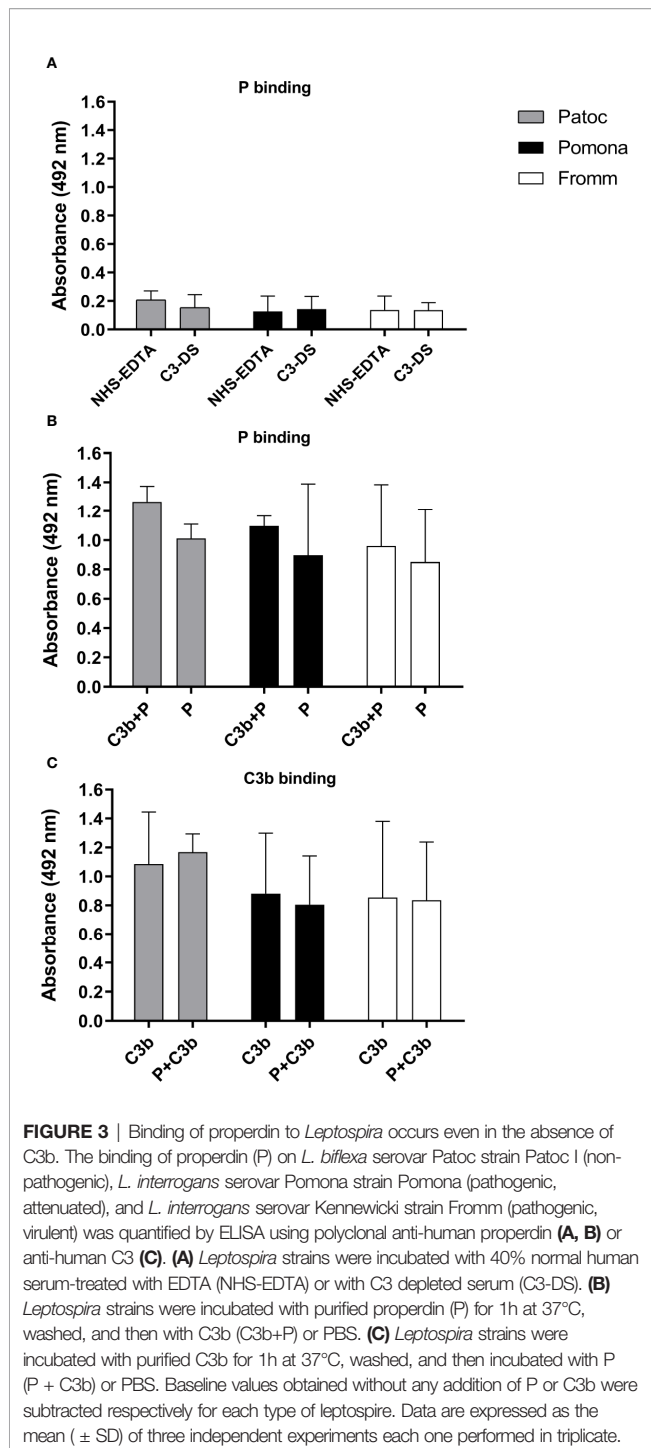 A
P binding
1.6
1.4
1.2
1.0
0.8
0.6
0.4
0.2
0.0
Absorbance (492 nm)
Patoc
Pomona
Fromm
NHS-EDTA C3-DS NHS-EDTA C3-DS NHS-EDTA C3-DS
B
P binding
1.6
1.4
1.2
1.0
0.8
0.6
0.4
0.2
0.0
Absorbance (492 nm)
C3b+P P C3b+P P C3b+P P
C
C3b binding
1.6
1.4
1.2
1.0
0.8
0.6
0.4
0.2
0.0
Absorbance (492 nm)
C3b P+C3b C3b P+C3b C3b P+C3b
FIGURE 3 | Binding of properdin to Leptospira occurs even in the absence of
C3b. The binding of properdin (P) on L. biflexa serovar Patoc strain Patoc I (non-
pathogenic), L. interrogans serovar Pomona strain Pomona (pathogenic,
attenuated), and L. interrogans serovar Kennewicki strain Fromm (pathogenic,
virulent) was quantified by ELISA using polyclonal anti-human properdin (A, B) or
anti-human C3 (C). (A) Leptospira strains were incubated with 40% normal human
serum-treated with EDTA (NHS-EDTA) or with C3 depleted serum (C3-DS). (B)
Leptospira strains were incubated with purified properdin (P) for 1h at 37°C,
washed, and then with C3b (C3b+P) or PBS. (C) Leptospira strains were
incubated with purified C3b for 1h at 37°C, washed, and then incubated with P
(P + C3b) or PBS. Baseline values obtained without any addition of P or C3b were
subtracted respectively for each type of leptospire. Data are expressed as the
mean ( ± SD) of three independent experiments each one performed in triplicate.